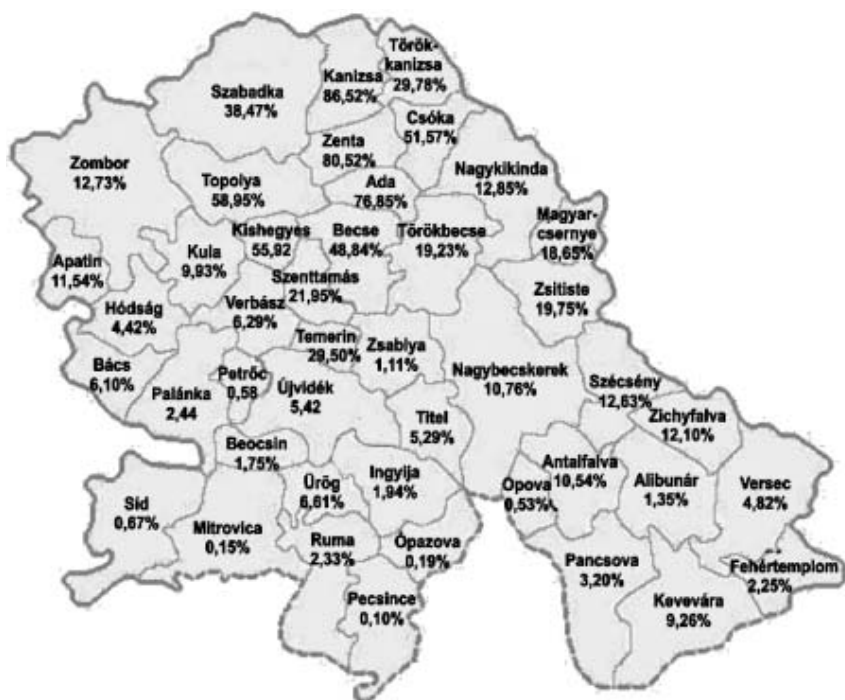 Török-
kanizsa
29,78%
Kanizsa
86,52%
Szabadka
38,47%
Csóka
51,57%
Zenta
80,52%
Zombor
12,73%
Nagykikinda
12,85%
Topolya
58,95%
Ada
76,85%
Magyar-
csernye
18,65%
Kishegyes
55,92
Becse
48,84%
Törökbecse
19,23%
Kula
9,93%
Apatin
11,54%
Szenttamás
21,95%
Zsitiste
19,75%
Hódság
4,42%
Verbász
6,29%
Temerin
29,50%
Zsablya
1,11%
Nagybecskerek
10,76%
Szécsény
12,63%
Bács
6,10%
Palánka
2,44
Petrőc
0,58
Újvidék
5,42
Titel
5,29%
Zichyfalva
12,10%
Beocsin
1,75%
Ürög
6,61%
Ingyija
1,94%
Opova
0,53%
Antalfalva
10,54%
Alibunár
1,35%
Versec
4,82%
Síd
0,67%
Mitrovica
0,15%
Ruma
2,33%
Ópazova
0,19%
Pancsova
3,20%
Fehértemplom
2,25%
Pecsince
0,10%
Kevevára
9,26%